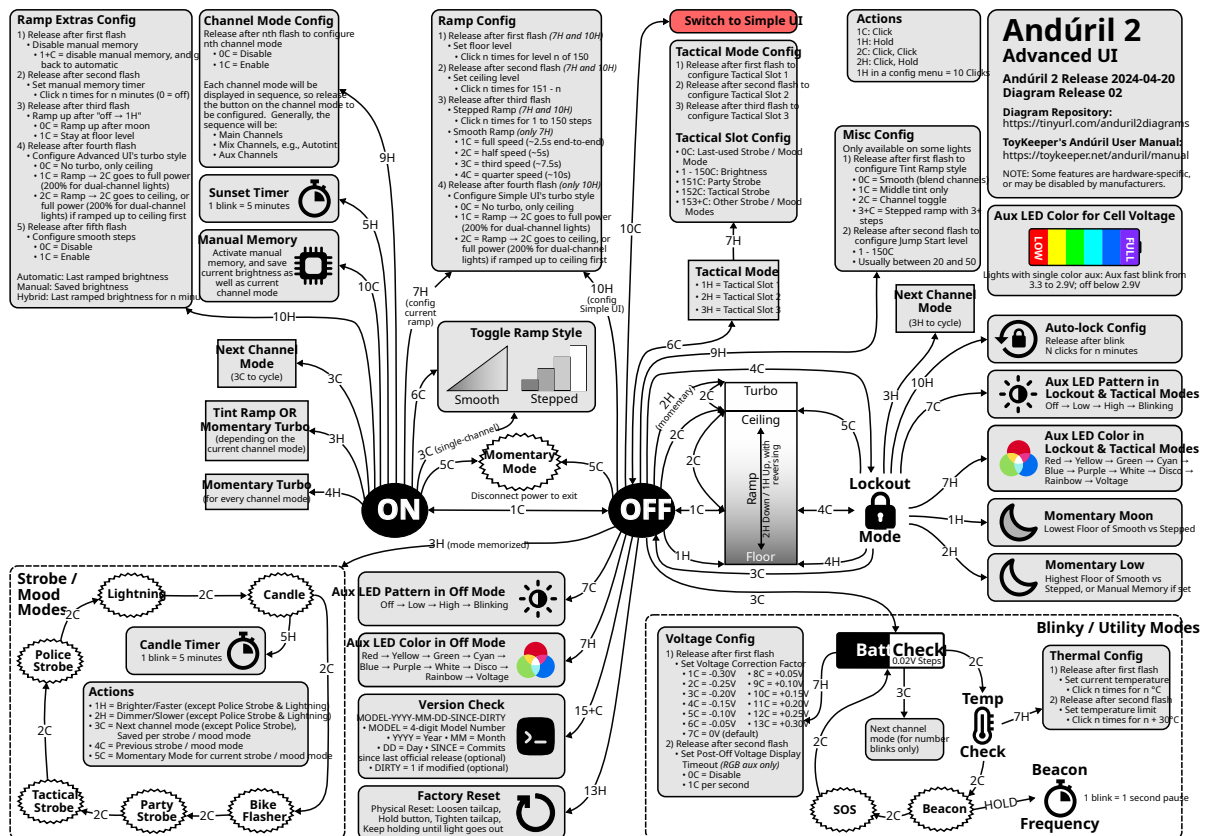 Ramp Extras Config
1) Release after first flash
• Disable manual memory
• 1+C = disable manual memory, and g
back to automatic
2) Release after second flash
• Set manual memory timer
• Click n times for n minutes (0 = off)
3) Release after third flash
• Ramp up after "off → 1H"
• 0C = Ramp up after moon
• 1C = Stay at floor level
4) Release after fourth flash
• Configure Advanced UI's turbo style
• 0C = No turbo, only ceiling
• 1C = Ramp → 2C goes to full power
(200% for dual-channel lights)
• 2C = Ramp → 2C goes to ceiling, or
full power (200% for dual-channel
lights) if ramped up to ceiling first
5) Release after fifth flash
• Configure smooth steps
• 0C = Disable
• 1C = Enable
Automatic: Last ramped brightness
Manual: Saved brightness
Hybrid: Last ramped brightness for n minu
Channel Mode Config
Release after nth flash to configure
nth channel mode
• 0C = Disable
• 1C = Enable
Each channel mode will be
displayed in sequence, so release
the button on the channel mode to
be configured. Generally, the
sequence will be:
• Main Channels
• Mix Channels, e.g., Autotint
• Aux Channels
Sunset Timer
1 blink = 5 minutes
Manual Memory
Activate manual
memory, and save
current brightness as
well as current
channel mode
9H
5H
10C
10H
Ramp Config
1) Release after first flash (7H and 10H)
• Set floor level
• Click n times for level n of 150
2) Release after second flash (7H and 10H)
• Set ceiling level
• Click n times for 151 - n
3) Release after third flash
• Stepped Ramp (7H and 10H)
• Click n times for 1 to 150 steps
• Smooth Ramp (only 7H)
• 1C = full speed (~2.5s end-to-end)
• 2C = half speed (~5s)
• 3C = third speed (~7.5s)
• 4C = quarter speed (~10s)
4) Release after fourth flash (only 10H)
• Configure Simple UI's turbo style
• 0C = No turbo, only ceiling
• 1C = Ramp → 2C goes to full power
(200% for dual-channel lights)
• 2C = Ramp → 2C goes to ceiling, or
full power (200% for dual-channel
lights) if ramped up to ceiling first
7H
(config
current
ramp)
10H
(config
Simple UI)
10C
Switch to Simple UI
Tactical Mode Config
1) Release after first flash to
configure Tactical Slot 1
2) Release after second flash to
configure Tactical Slot 2
3) Release after third flash to
configure Tactical Slot 3
Tactical Slot Config
• 0C: Last-used Strobe / Mood
Mode
• 1 - 150C: Brightness
• 151C: Party Strobe
• 152C: Tactical Strobe
• 153+C: Other Strobe / Mood
Modes
7H
Tactical Mode
• 1H = Tactical Slot 1
• 2H = Tactical Slot 2
• 3H = Tactical Slot 3
6C
9H
4C
Actions
1C: Click
1H: Hold
2C: Click, Click
2H: Click, Hold
1H in a config menu = 10 Clicks
Misc Config
Only available on some lights
1) Release after first flash to
configure Tint Ramp style
• 0C = Smooth (blend channels)
• 1C = Middle tint only
• 2C = Channel toggle
• 3+C = Stepped ramp with 3+
steps
2) Release after second flash to
configure Jump Start level
• 1 - 150C
• Usually between 20 and 50
Next Channel
Mode
(3H to cycle)
Andúril 2
Advanced UI
Andúril 2 Release 2024-04-20
Diagram Release 02
Diagram Repository:
https://tinyurl.com/anduril2diagrams
ToyKeeper's Andúril User Manual:
https://toykeeper.net/anduril/manual
NOTE: Some features are hardware-specific,
or may be disabled by manufacturers.
Aux LED Color for Cell Voltage
LOW
FULL
Lights with single color aux: Aux fast blink from
3.3 to 2.9V; off below 2.9V
Auto-lock Config
Release after blink
N clicks for n minutes
Aux LED Pattern in
Lockout & Tactical Modes
Off → Low → High → Blinking
Aux LED Color in
Lockout & Tactical Modes
Red → Yellow → Green → Cyan →
Blue → Purple → White → Disco →
Rainbow → Voltage
Momentary Moon
Lowest Floor of Smooth vs Stepped
Momentary Low
Highest Floor of Smooth vs
Stepped, or Manual Memory if set
3H
10H
7C
7H
1H
2H
Lockout
Mode
Next Channel
Mode
(3C to cycle)
Tint Ramp OR
Momentary Turbo
(depending on the
current channel mode)
Momentary Turbo
(for every channel mode)
3C
3H
4H
6C
Toggle Ramp Style
Smooth
Stepped
3C (single-channel)
5C
Momentary
Mode
5C
Disconnect power to exit
ON
1C
OFF
3H (mode memorized)
2H
(momentary)
2C
2C
2C
1C
1H
Turbo
Ceiling
Ramp
2H Down / 1H Up, with
reversing
Floor
5C
4C
4H
3C
3C
Strobe /
Mood
Modes
Lightning
2C
Candle
5H
Candle Timer
1 blink = 5 minutes
2C
Police
Strobe
Actions
• 1H = Brighter/Faster (except Police Strobe & Lightning)
• 2H = Dimmer/Slower (except Police Strobe & Lightning)
• 3C = Next channel mode (except Police Strobe),
Saved per strobe / mood mode
• 4C = Previous strobe / mood mode
• 5C = Momentary Mode for current strobe / mood mode
2C
2C
Tactical
Strobe
2C
Party
Strobe
2C
Bike
Flasher
Aux LED Pattern in Off Mode
Off → Low → High → Blinking
7C
Aux LED Color in Off Mode
Red → Yellow → Green → Cyan →
Blue → Purple → White → Disco →
Rainbow → Voltage
7H
Version Check
MODEL-YYYY-MM-DD-SINCE-DIRTY
• MODEL = 4-digit Model Number
• YYYY = Year • MM = Month
• DD = Day • SINCE = Commits
since last official release (optional)
• DIRTY = 1 if modified (optional)
15+C
Factory Reset
Physical Reset: Loosen tailcap,
Hold button, Tighten tailcap,
Keep holding until light goes out
13H
Blinky / Utility Modes
Voltage Config
1) Release after first flash
• Set Voltage Correction Factor
• 1C = -0.30V • 8C = +0.05V
• 2C = -0.25V • 9C = +0.10V
• 3C = -0.20V • 10C = +0.15V
• 4C = -0.15V • 11C = +0.20V
• 5C = -0.10V • 12C = +0.25V
• 6C = -0.05V • 13C = +0.30V
• 7C = 0V (default)
2) Release after second flash
• Set Post-Off Voltage Display
Timeout (RGB aux only)
• 0C = Disable
• 1C per second
7H
BattCheck
0.02V Steps
3C
Next channel
mode (for number
blinks only)
2C
Temp
Check
7H
Thermal Config
1) Release after first flash
• Set current temperature
• Click n times for n °C
2) Release after second flash
• Set temperature limit
• Click n times for n + 30°C
2C
2C
SOS
2C
Beacon
HOLD
Beacon
Frequency
1 blink = 1 second pause